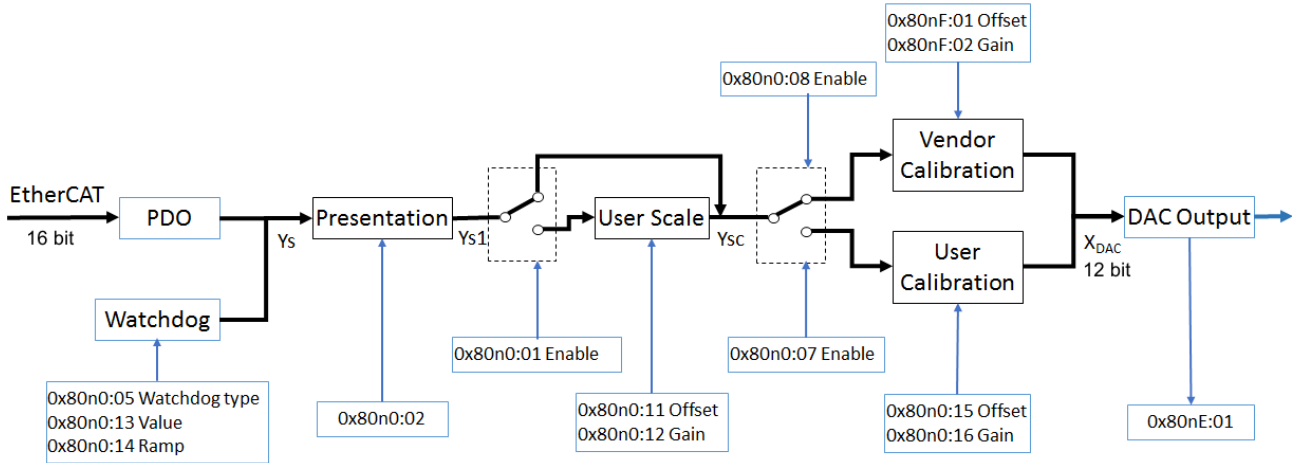 0x80nF:01 Offset
0x80nF:02 Gain
0x80n0:08 Enable
Vendor
Calibration
EtherCAT
16 bit
PDO
Ys
Presentation
Ys1
User Scale
Ysc
User
Calibration
XDAC
12 bit
DAC Output
Watchdog
0x80n0:01 Enable
0x80n0:07 Enable
0x80n0:05 Watchdog type
0x80n0:13 Value
0x80n0:14 Ramp
0x80n0:02
0x80n0:11 Offset
0x80n0:12 Gain
0x80n0:15 Offset
0x80n0:16 Gain
0x80nE:01